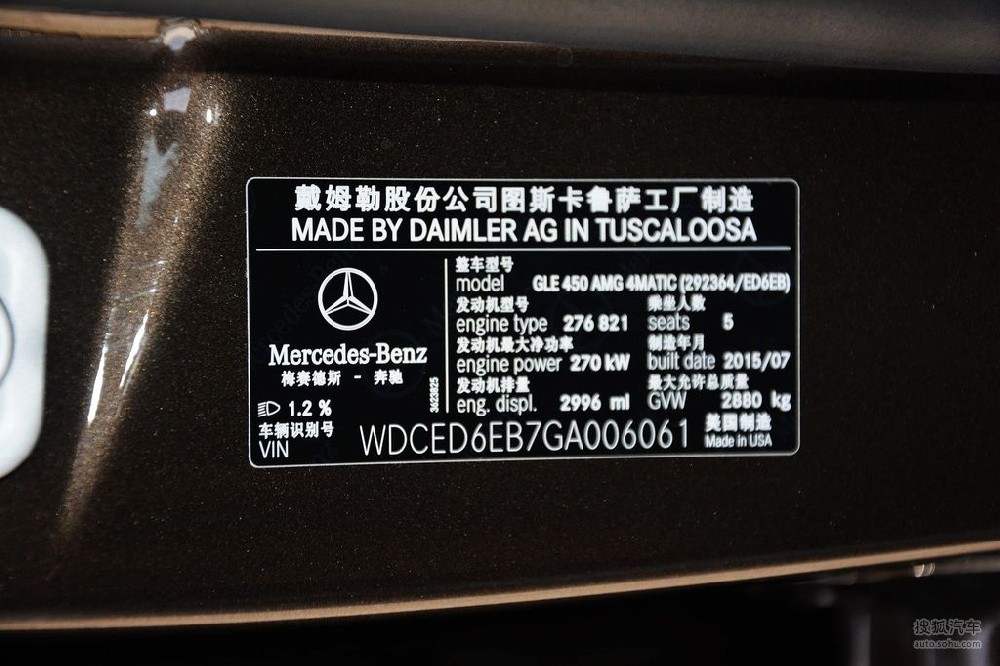 戴姆勒股份公司图斯卡鲁萨工厂制造
MADE BY DAIMLER AG IN TUSCALOOSA
Mercedes-Benz
梅赛德斯 - 奔驰
1.2 %
3623925
整车型号
model GLE 450 AMG 4MATIC (292364/ED6EB)
发动机型号 乘坐人数
engine type 276 821 seats 5
发动机最大净功率 制造年月
engine power 270 kW built date 2015/07
发动机排量 最大允许总质量
eng. displ. 2996 ml GVW 2880 kg
车辆识别号
VIN WDCED6EB7GA006061
美国制造
Made in USA
搜狐汽车
auto.sohu.com